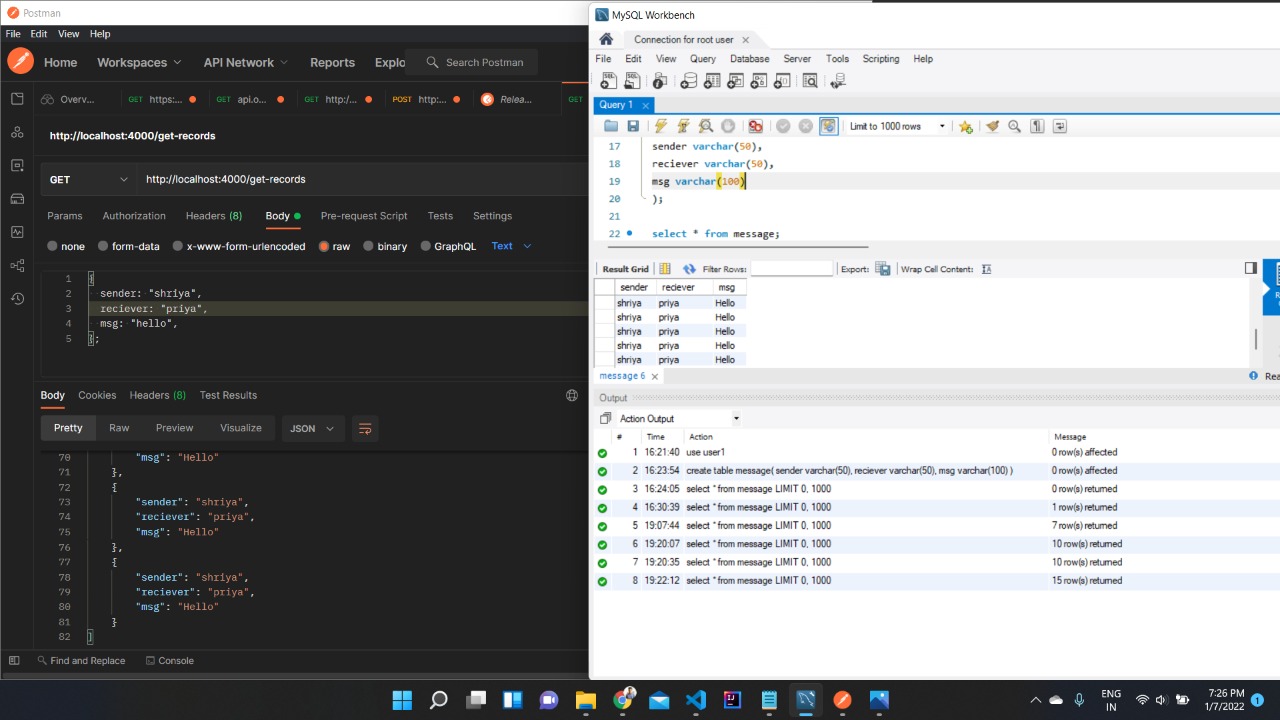 Postman
File Edit View Help
Home Workspaces API Network Reports Explo Search Postman
Overv... GET https:... GET api.o... GET http:/... POST http:... Relea... GET
http://localhost:4000/get-records
GET http://localhost:4000/get-records
Params Authorization Headers (8) Body Pre-request Script Tests Settings
none form-data x-www-form-urlencoded raw binary GraphQL Text
1 {
2 sender: "shriya",
3 reciever: "priya",
4 msg: "hello",
5 };
Body Cookies Headers (8) Test Results
Pretty Raw Preview Visualize JSON
70 "msg": "Hello"
71 },
72 {
73 "sender": "shriya",
74 "reciever": "priya",
75 "msg": "Hello"
76 },
77 {
78 "sender": "shriya",
79 "reciever": "priya",
80 "msg": "Hello"
81 }
82 ]
Find and Replace Console
MySQL Workbench
Connection for root user
File Edit View Query Database Server Tools Scripting Help
Query 1
Limit to 1000 rows
17 sender varchar(50),
18 reciever varchar(50),
19 msg varchar(100)
20 );
21
22 select * from message;
Result Grid Filter Rows: Export: Wrap Cell Content:
sender reciever msg
shriya priya Hello
shriya priya Hello
shriya priya Hello
shriya priya Hello
shriya priya Hello
message 6 Rea
Output
Action Output
# Time Action Message
1 16:21:40 use user1 0 row(s) affected
2 16:23:54 create table message( sender varchar(50), reciever varchar(50), msg varchar(100) ) 0 row(s) affected
3 16:24:05 select * from message LIMIT 0, 1000 0 row(s) returned
4 16:30:39 select * from message LIMIT 0, 1000 1 row(s) returned
5 19:07:44 select * from message LIMIT 0, 1000 7 row(s) returned
6 19:20:07 select * from message LIMIT 0, 1000 10 row(s) returned
7 19:20:35 select * from message LIMIT 0, 1000 10 row(s) returned
8 19:22:12 select * from message LIMIT 0, 1000 15 row(s) returned
ENG 7:26 PM
IN 1/7/2022 1